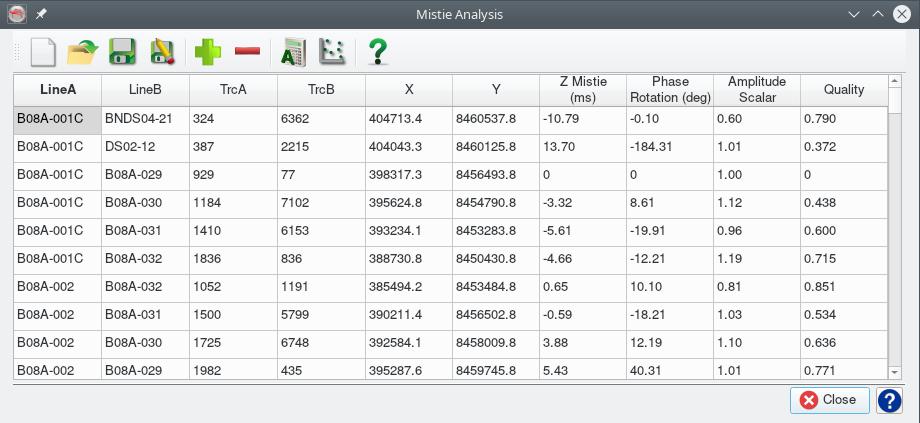 Mistie Analysis
LineA LineB TrcA TrcB X Y Z Mistie (ms) Phase Rotation (deg) Amplitude Scalar Quality
B08A-001C BNDS04-21 324 6362 404713.4 8460537.8 -10.79 -0.10 0.60 0.790
B08A-001C DS02-12 387 2215 404043.3 8460125.8 13.70 -184.31 1.01 0.372
B08A-001C B08A-029 929 77 398317.3 8456493.8 0 0 1.00 0
B08A-001C B08A-030 1184 7102 395624.8 8454790.8 -3.32 8.61 1.12 0.438
B08A-001C B08A-031 1410 6153 393234.1 8453283.8 -5.61 -19.91 0.96 0.600
B08A-001C B08A-032 1836 836 388730.8 8450430.8 -4.66 -12.21 1.19 0.715
B08A-002 B08A-032 1052 1191 385494.2 8453484.8 0.65 10.10 0.81 0.851
B08A-002 B08A-031 1500 5799 390211.4 8456502.8 -0.59 -18.21 1.03 0.534
B08A-002 B08A-030 1725 6748 392584.1 8458009.8 3.88 12.19 1.10 0.636
B08A-002 B08A-029 1982 435 395287.6 8459745.8 5.43 40.31 1.01 0.771
Close